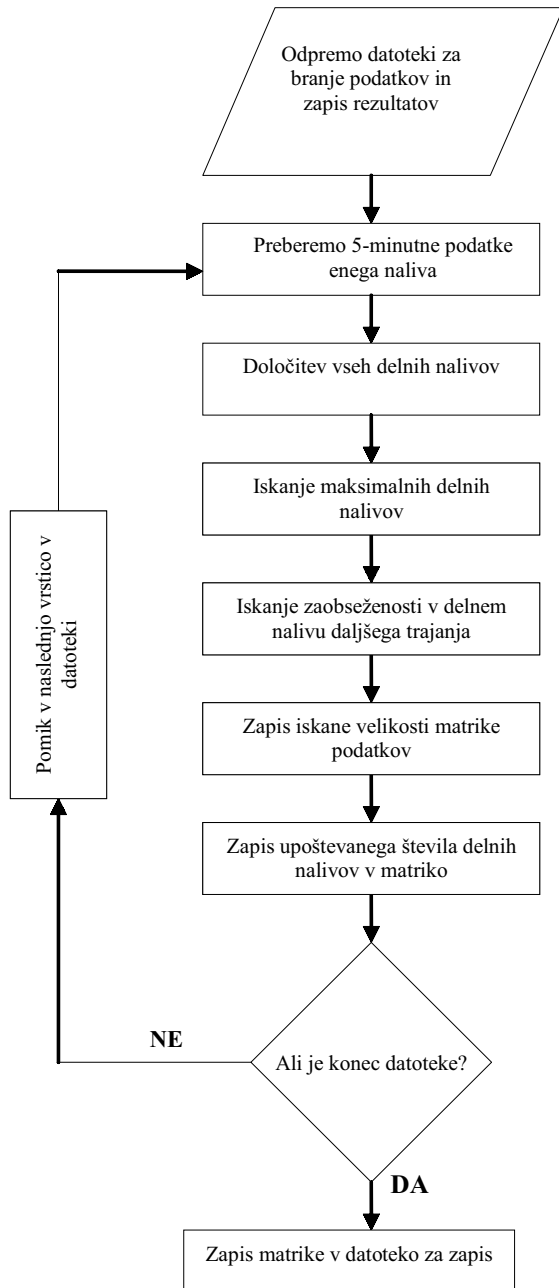 Odpremo datoteki za
branje podatkov in
zapis rezultatov
Preberemo 5-minutne podatke
enega naliva
Določitev vseh delnih nalivov
Iskanje maksimalnih delnih
nalivov
Iskanje zaobseženosti v delnem
nalivu daljšega trajanja
Zapis iskane velikosti matrike
podatkov
Zapis upoštevanega števila delnih
nalivov v matriko
Ali je konec datoteke?
NE
Pomik v naslednjo vrstico v
datoteki
DA
Zapis matrike v datoteko za zapis